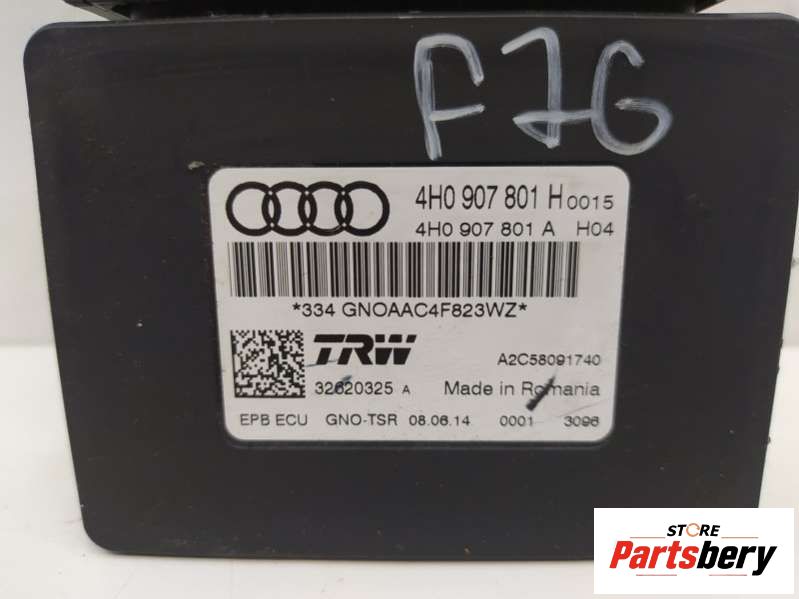 F76
4H0 907 801 H 0015
4H0 907 801 A H04
*334 GNOAAC4F823WZ*
TRW
A2C58091740
32620325 A Made in Romania
EPB ECU GNO-TSR 08.06.14 0001 3096
STORE
Partsbery